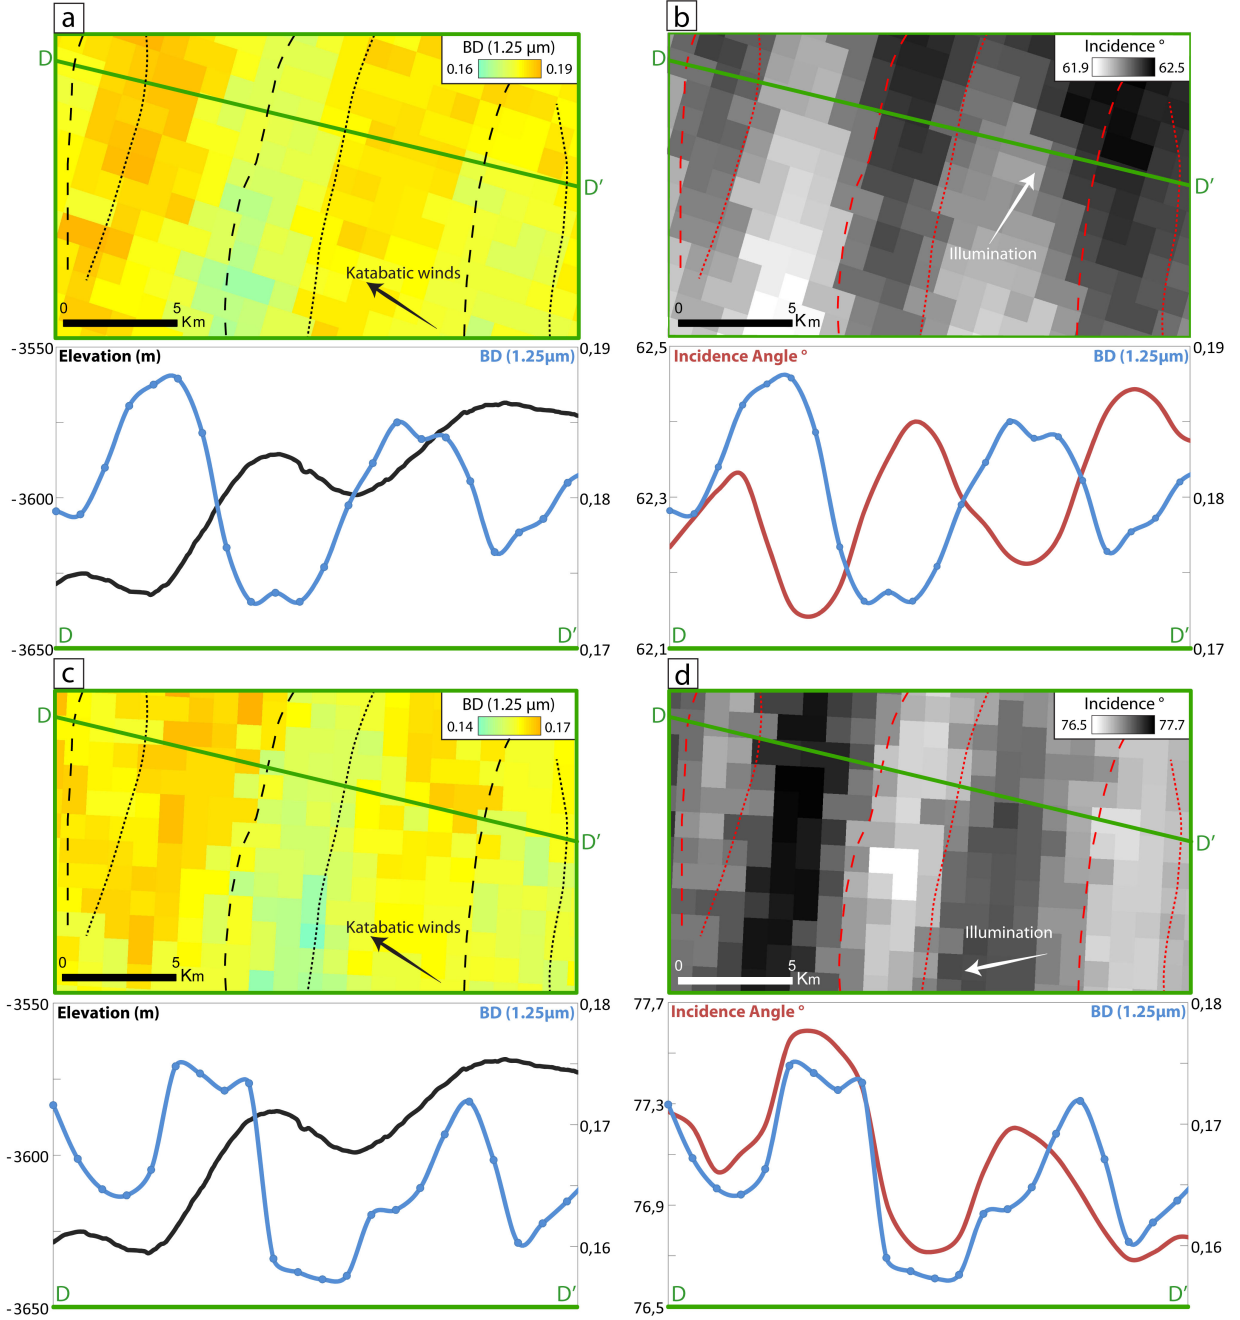 a
D
BD (1.25 µm)
0.16 0.19
D'
Katabatic winds
0 5
Km
b
D
Incidence °
61.9 62.5
D'
Illumination
0 5
Km
-3550
Elevation (m)
BD (1.25µm)
0,19
-3600
0,18
D D'
-3650
0,17
62,5
Incidence Angle °
BD (1.25µm)
0,19
62,3
0,18
D D'
62,1
0,17
c
D
BD (1.25 µm)
0.14 0.17
D'
Katabatic winds
0 5
Km
d
D
Incidence °
76.5 77.7
D'
Illumination
0 5
Km
-3550
Elevation (m)
BD (1.25µm)
0,18
0,17
-3600
0,16
D D'
-3650
77,7
Incidence Angle °
BD (1.25µm)
0,18
77,3
0,17
76,9
0,16
D D'
76,5